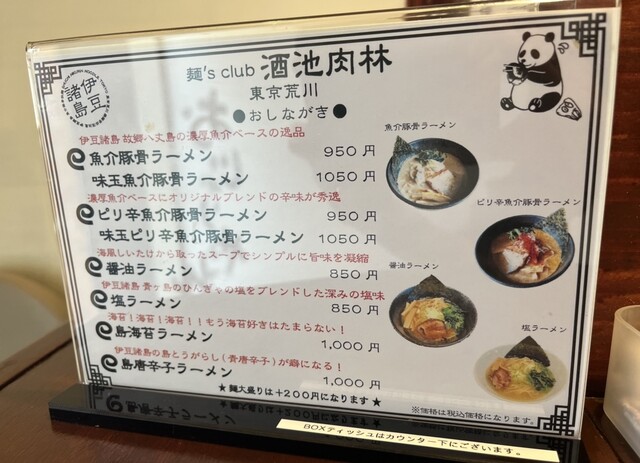 麺's club 酒池肉林
東京荒川
●おしながき●
伊豆諸島
伊豆諸島 故郷八丈島の濃厚魚介ベースの逸品
魚介豚骨ラーメン 950円
味玉魚介豚骨ラーメン 1050円
濃厚魚介ベースにオリジナルブレンドの辛味が秀逸
ピリ辛魚介豚骨ラーメン 950円
味玉ピリ辛魚介豚骨ラーメン 1050円
海風しいたけから取ったスープでシンプルに旨味を凝縮
醤油ラーメン 850円
伊豆諸島 青ヶ島のひんぎゃの塩をブレンドした深みの塩味
塩ラーメン 850円
海苔！海苔！海苔！！もう海苔好きはたまらない！
島海苔ラーメン 1,000円
伊豆諸島の島とうがらし(青唐辛子)が癖になる！
島唐辛子ラーメン 1,000円
★麺大盛りは＋200円になります★
魚介豚骨ラーメン
ピリ辛魚介豚骨ラーメン
醤油ラーメン
塩ラーメン
※価格は税込価格になります。
BOXティッシュはカウンター下にございます。